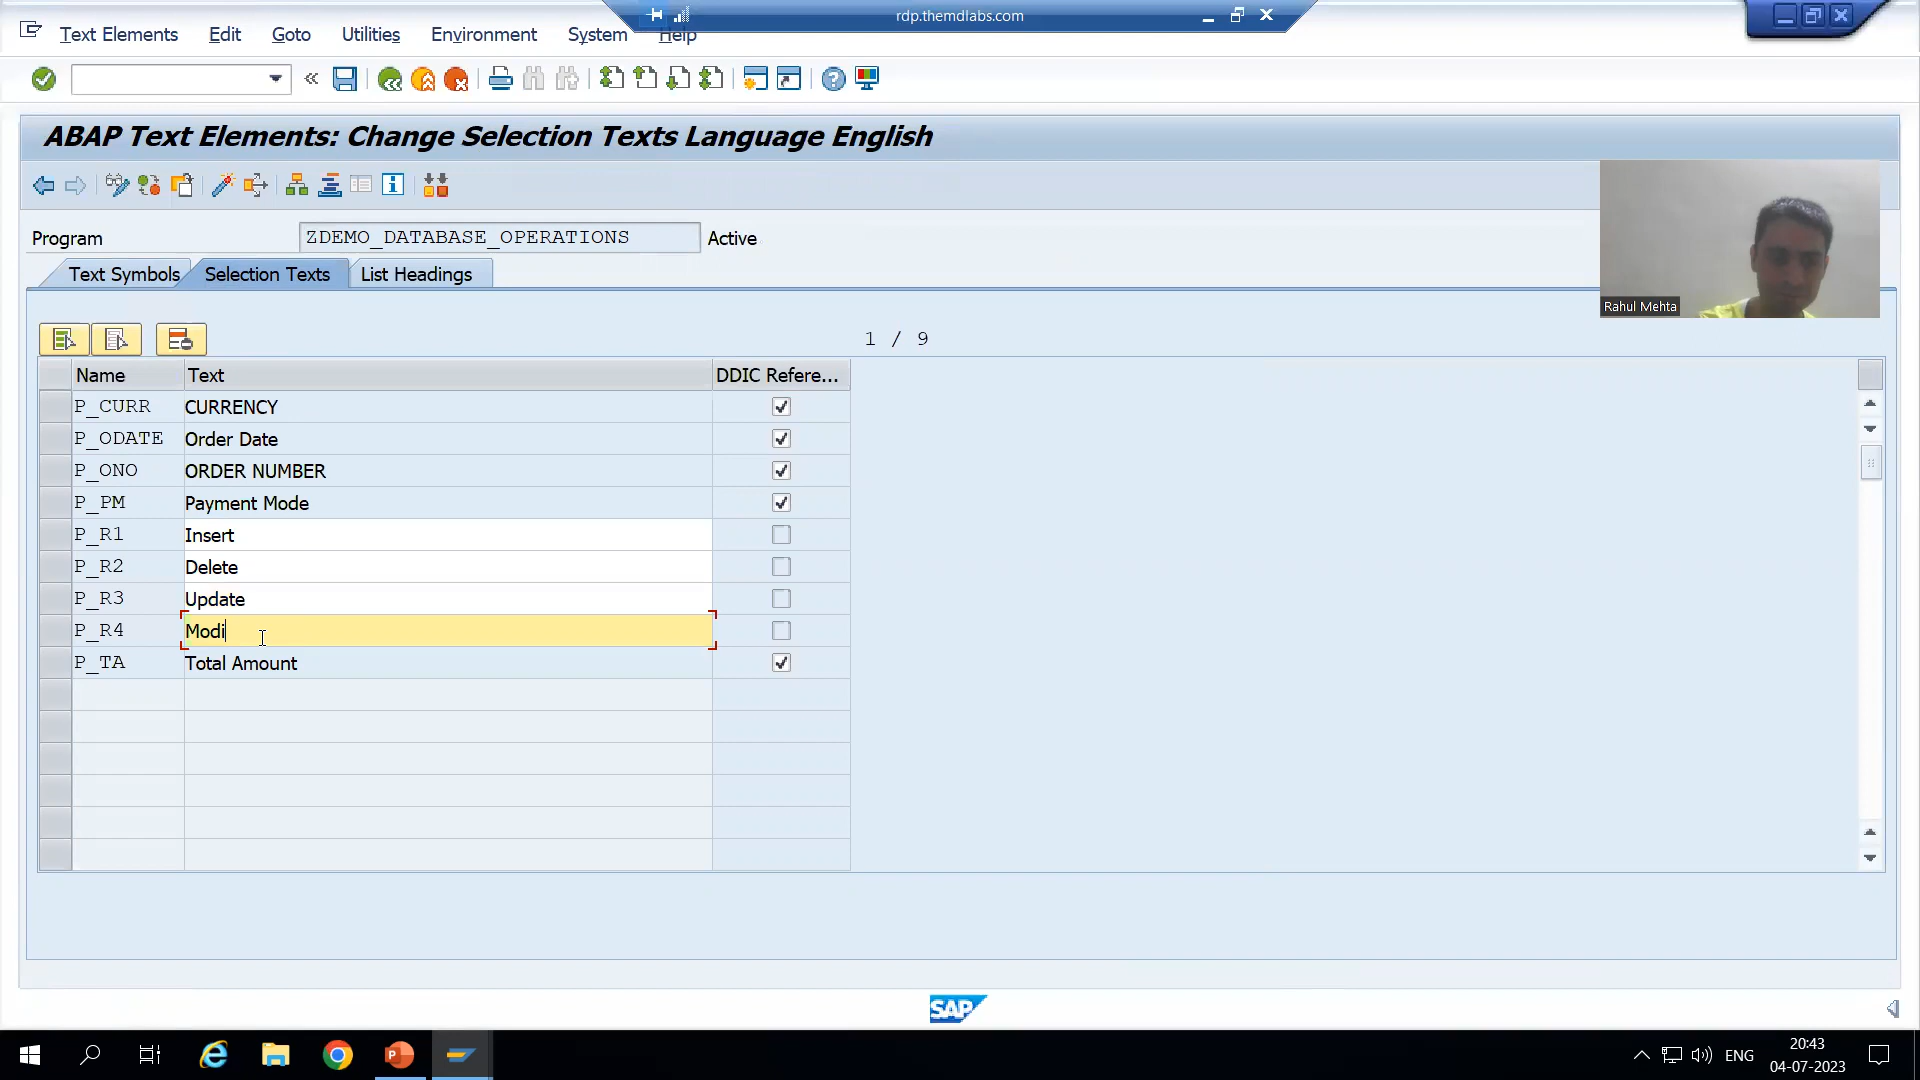 rdp.themdlabs.com
Text Elements Edit Goto Utilities Environment System Help
ABAP Text Elements: Change Selection Texts Language English
Program ZDEMO_DATABASE_OPERATIONS Active
Rahul Mehta
Text Symbols Selection Texts List Headings
1 / 9
Name Text DDIC Refere...
P_CURR CURRENCY
P_ODATE Order Date
P_ONO ORDER NUMBER
P_PM Payment Mode
P_R1 Insert
P_R2 Delete
P_R3 Update
P_R4 Modi
P_TA Total Amount
SAP
ENG
20:43
04-07-2023